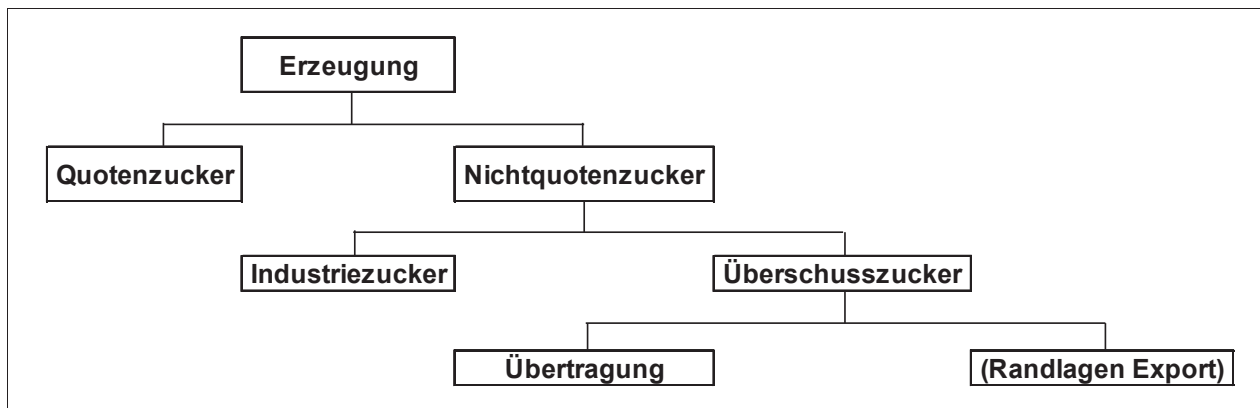 Erzeugung
Quotenzucker
Nichtquotenzucker
Industriezucker
Überschusszucker
Übertragung
(Randlagen Export)